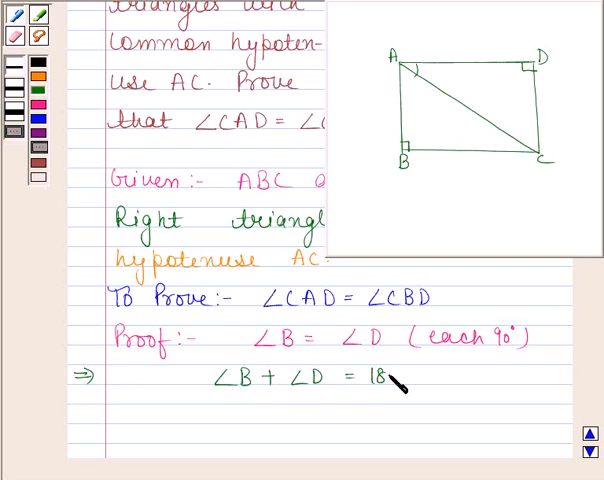 triangles with
Common hypoten-
use AC. Prove
that ∠CAD = ∠C
Given:- ABC
Right triangl
hypotenuse AC.
To Prove:- ∠CAD = ∠CBD
Proof:- ∠B = ∠D (each 90°)
⇒ ∠B + ∠D = 18
A D
B C